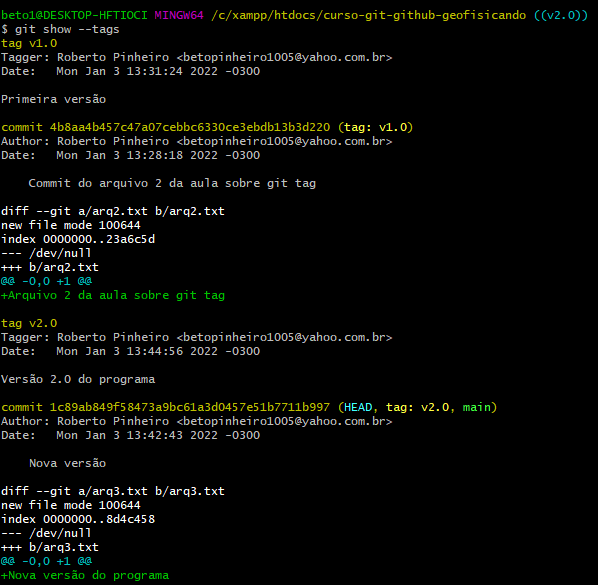 beto1@DESKTOP-HFTIOCI MINGW64 /c/xampp/htdocs/curso-git-github-geofisicando ((v2.0))
$ git show --tags
tag v1.0
Tagger: Roberto Pinheiro <betopinheiro1005@yahoo.com.br>
Date:   Mon Jan 3 13:31:24 2022 -0300
Primeira versão
commit 4b8aa4b457c47a07cebbc6330ce3ebdb13b3d220 (tag: v1.0)
Author: Roberto Pinheiro <betopinheiro1005@yahoo.com.br>
Date:   Mon Jan 3 13:28:18 2022 -0300
    Commit do arquivo 2 da aula sobre git tag
diff --git a/arq2.txt b/arq2.txt
new file mode 100644
index 0000000..23a6c5d
--- /dev/null
+++ b/arq2.txt
@@ -0,0 +1 @@
+Arquivo 2 da aula sobre git tag
tag v2.0
Tagger: Roberto Pinheiro <betopinheiro1005@yahoo.com.br>
Date:   Mon Jan 3 13:44:56 2022 -0300
Versão 2.0 do programa
commit 1c89ab849f58473a9bc61a3d0457e51b7711b997 (HEAD, tag: v2.0, main)
Author: Roberto Pinheiro <betopinheiro1005@yahoo.com.br>
Date:   Mon Jan 3 13:42:43 2022 -0300
    Nova versão
diff --git a/arq3.txt b/arq3.txt
new file mode 100644
index 0000000..8d4c458
--- /dev/null
+++ b/arq3.txt
@@ -0,0 +1 @@
+Nova versão do programa